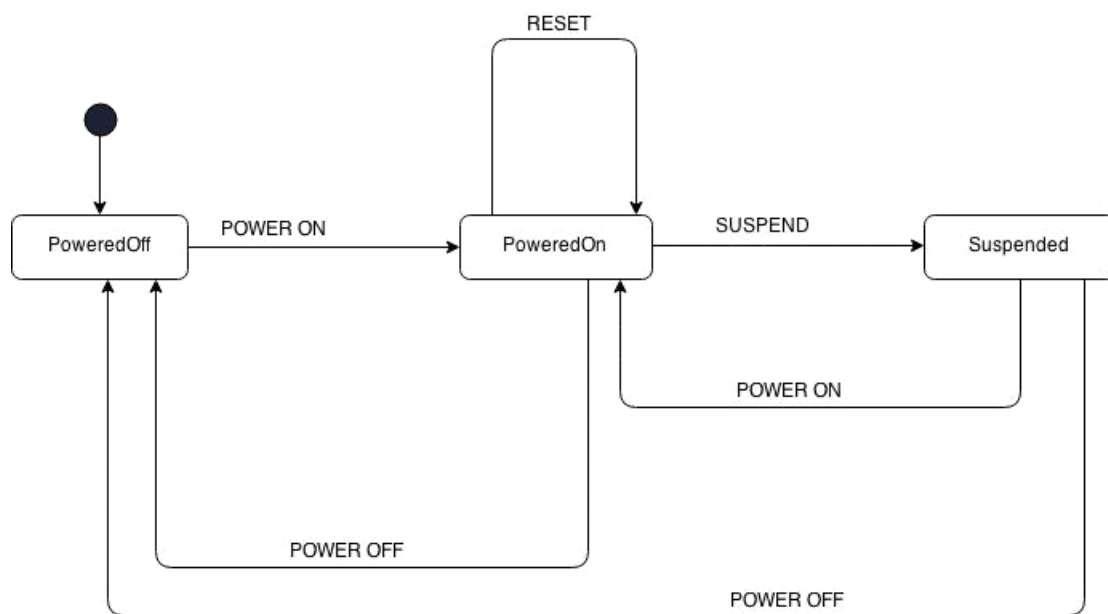 RESET
POWER ON
SUSPEND
PoweredOff
PoweredOn
Suspended
POWER ON
POWER OFF
POWER OFF